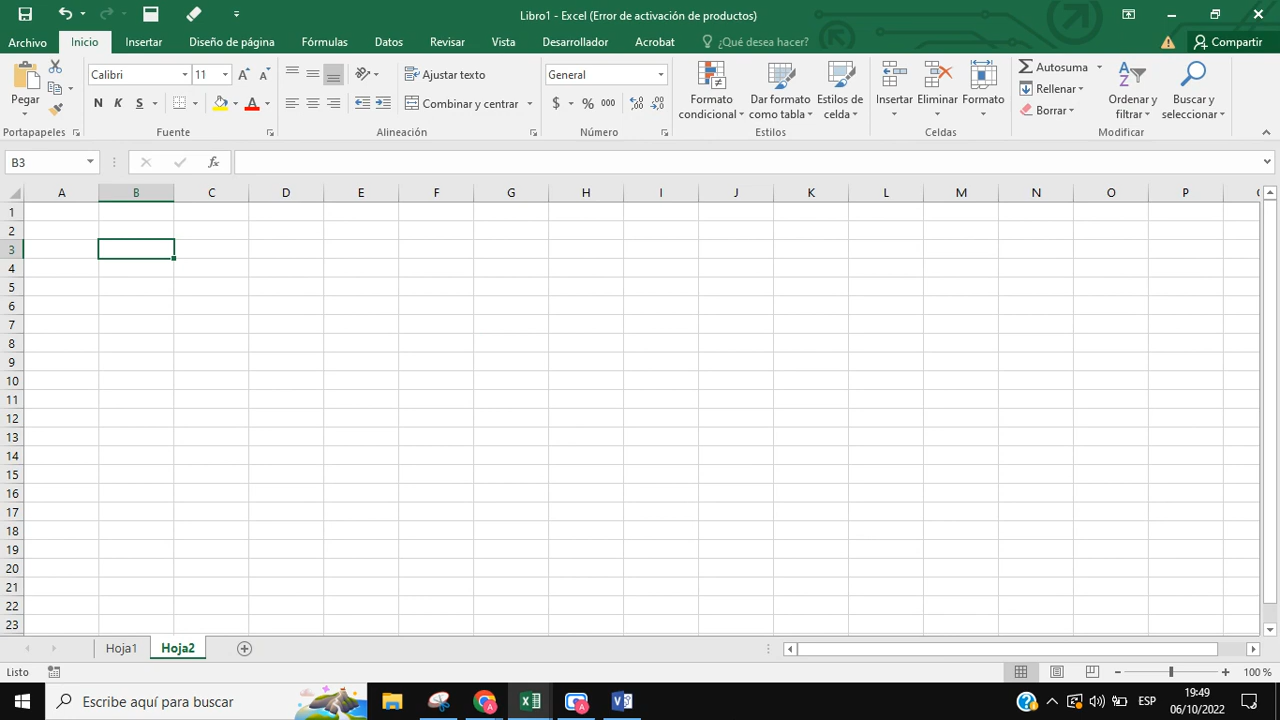 Libro1 - Excel (Error de activación de productos)
Archivo Inicio Insertar Diseño de página Fórmulas Datos Revisar Vista Desarrollador Acrobat ¿Qué desea hacer? Compartir
Pegar
Calibri 11
N K S
Ajustar texto
Combinar y centrar
General
$ % 000
Formato condicional
Dar formato como tabla
Estilos de celda
Insertar Eliminar Formato
Autosuma
Rellenar
Borrar
Ordenar y filtrar
Buscar y seleccionar
Portapapeles Fuente Alineación Número Estilos Celdas Modificar
B3 fx
A B C D E F G H I J K L M N O P
1
2
3
4
5
6
7
8
9
10
11
12
13
14
15
16
17
18
19
20
21
22
23
Hoja1 Hoja2
Listo 100 %
Escribe aquí para buscar
ESP
19:49
06/10/2022